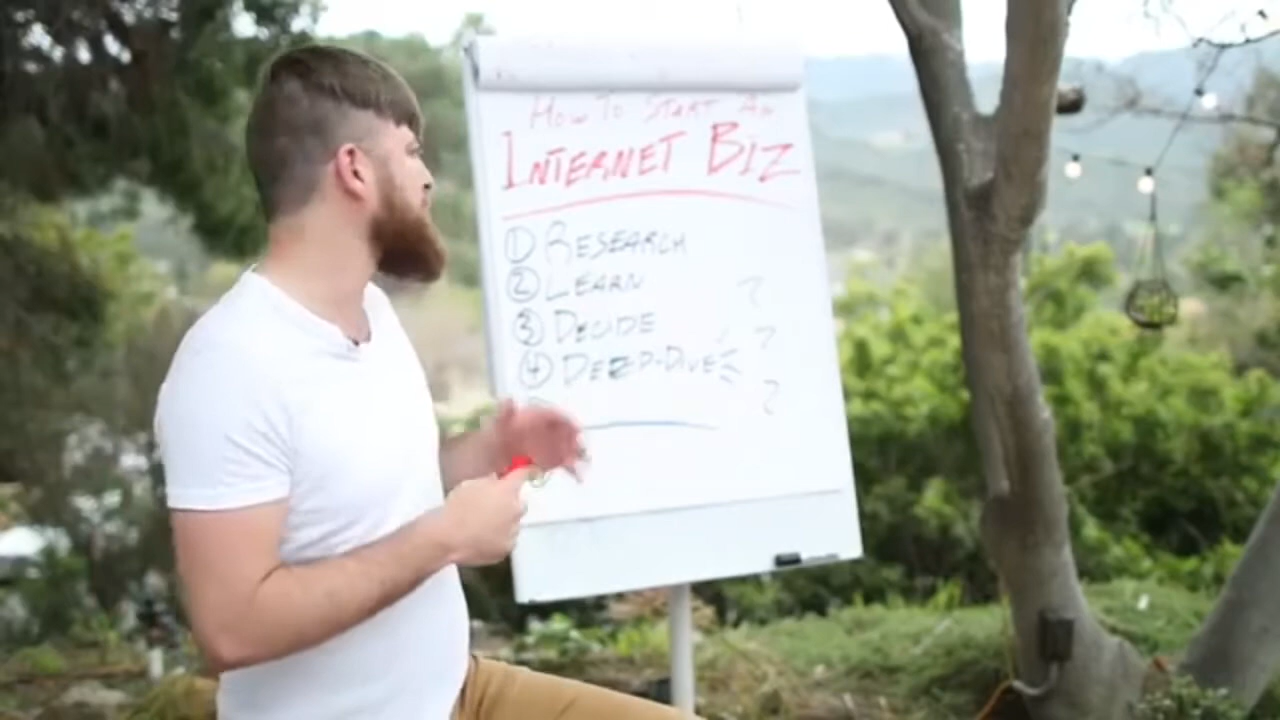 How To Start An
INTERNET BIZ
① RESEARCH
② LEARN ?
③ DECIDE ?
④ DEEP-DIVE ?